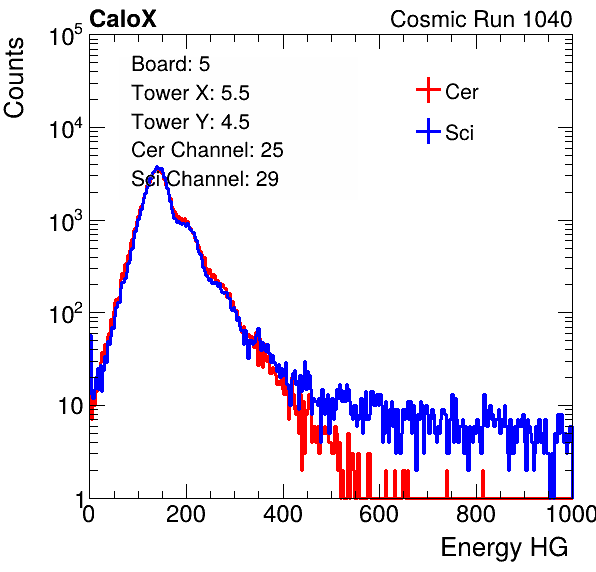 CaloX Cosmic Run 1040
Counts
10^5
10^4
10^3
10^2
10
1
Board: 5
Tower X: 5.5
Tower Y: 4.5
Cer Channel: 25
Sci Channel: 29
Cer
Sci
0 200 400 600 800 1000
Energy HG